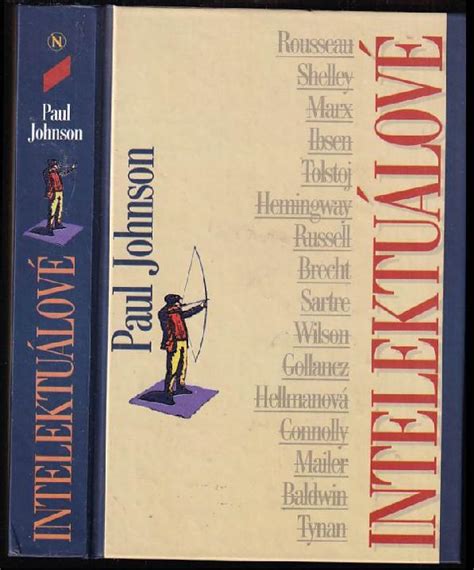 N
Paul
Johnson
INTELEKTUÁLOVÉ
Paul Johnson
Rousseau
Shelley
Marx
Ibsen
Tolstoj
Hemingway
Russell
Brecht
Sartre
Wilson
Gollancz
Hellmanová
Connolly
Mailer
Baldwin
Tynan
INTELEKTUÁLOVÉ